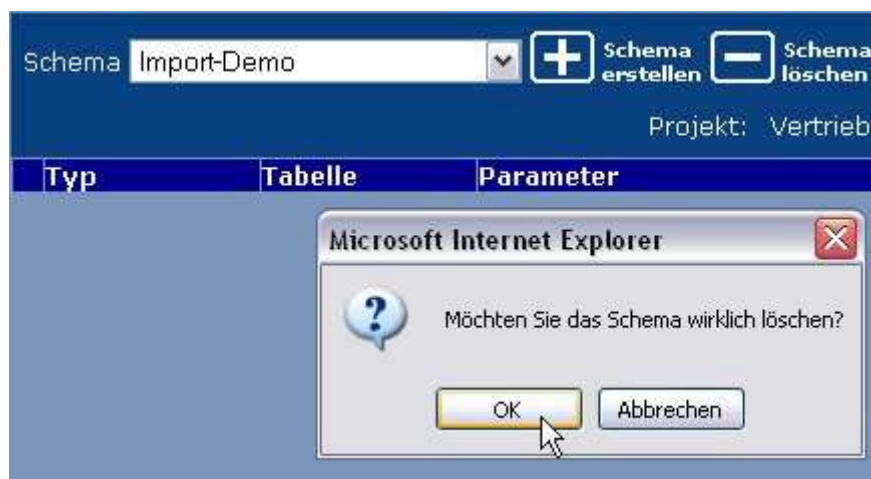 Schema Import-Demo Schema erstellen Schema löschen
Projekt: Vertrieb
Typ Tabelle Parameter
Microsoft Internet Explorer
Möchten Sie das Schema wirklich löschen?
OK Abbrechen